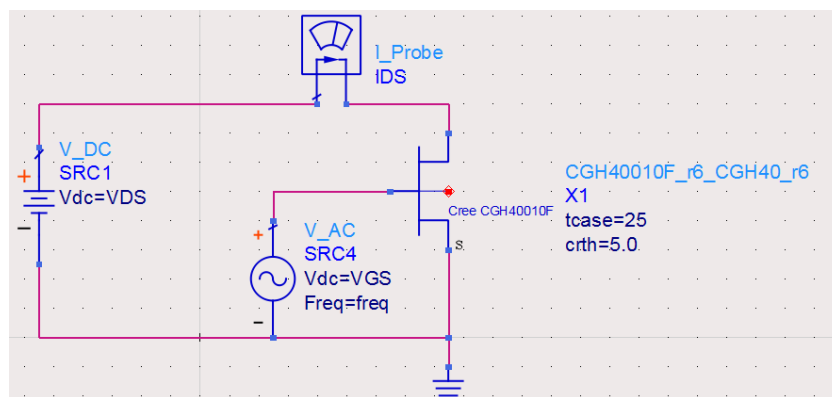 I_Probe
IDS
V_DC
SRC1
Vdc=VDS
V_AC
SRC4
Vdc=VGS
Freq=freq
Cree CGH40010F
S
CGH40010F_r6_CGH40_r6
X1
tcase=25
crth=5.0